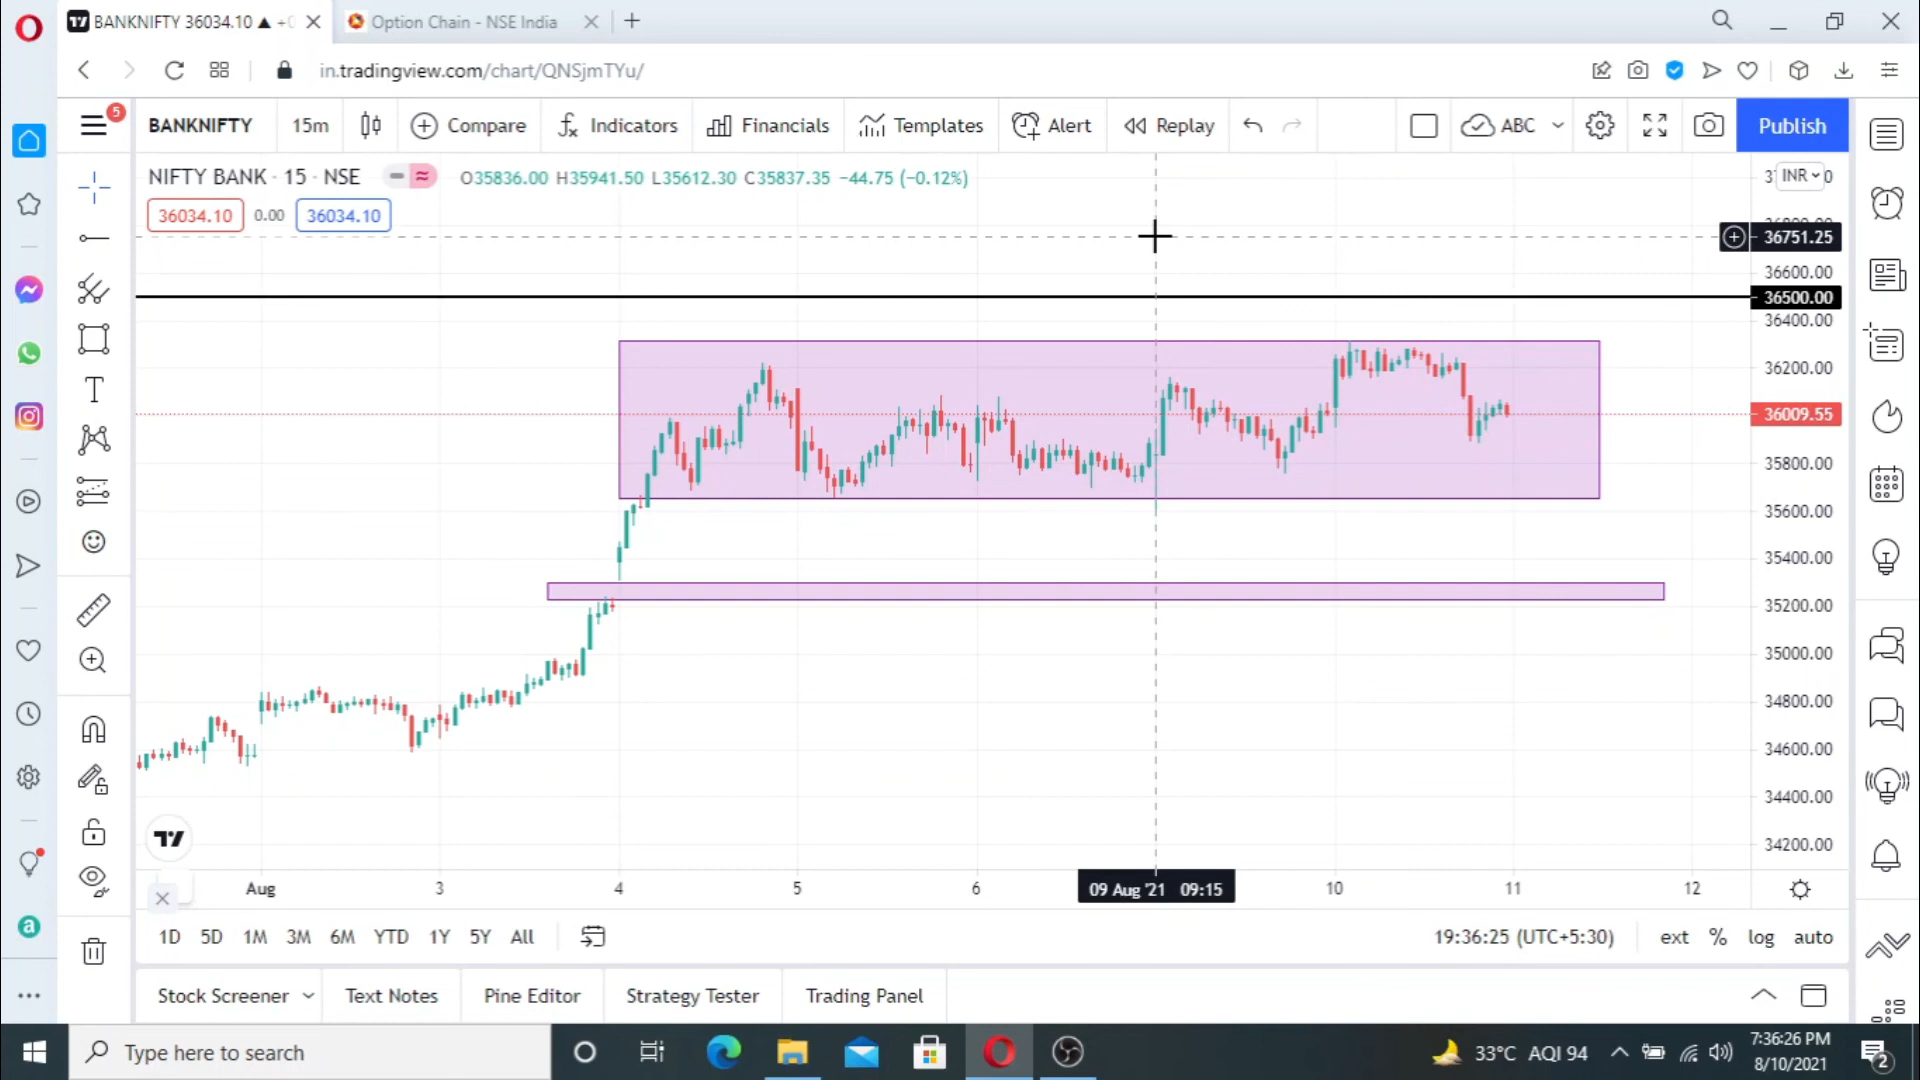 BANKNIFTY 36034.10 ▲ +0
Option Chain - NSE India
in.tradingview.com/chart/QNSjmTYu/
5
BANKNIFTY 15m Compare Indicators Financials Templates Alert Replay ABC Publish
NIFTY BANK · 15 · NSE O35836.00 H35941.50 L35612.30 C35837.35 −44.75 (−0.12%)
INR
36034.10 0.00 36034.10
36751.25
36600.00
36500.00
36400.00
36200.00
36009.55
35800.00
35600.00
35400.00
35200.00
35000.00
34800.00
34600.00
34400.00
34200.00
Aug 3 4 5 6 09 Aug '21 09:15 10 11 12
1D 5D 1M 3M 6M YTD 1Y 5Y All 19:36:25 (UTC+5:30) ext % log auto
Stock Screener Text Notes Pine Editor Strategy Tester Trading Panel
Type here to search
33°C AQI 94
7:36:26 PM
8/10/2021
2